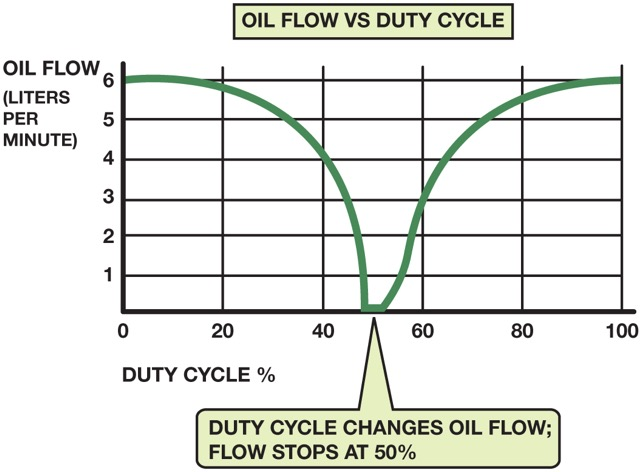 OIL FLOW VS DUTY CYCLE
OIL FLOW
(LITERS
PER
MINUTE)
6
5
4
3
2
1
0 20 40 60 80 100
DUTY CYCLE %
DUTY CYCLE CHANGES OIL FLOW;
FLOW STOPS AT 50%